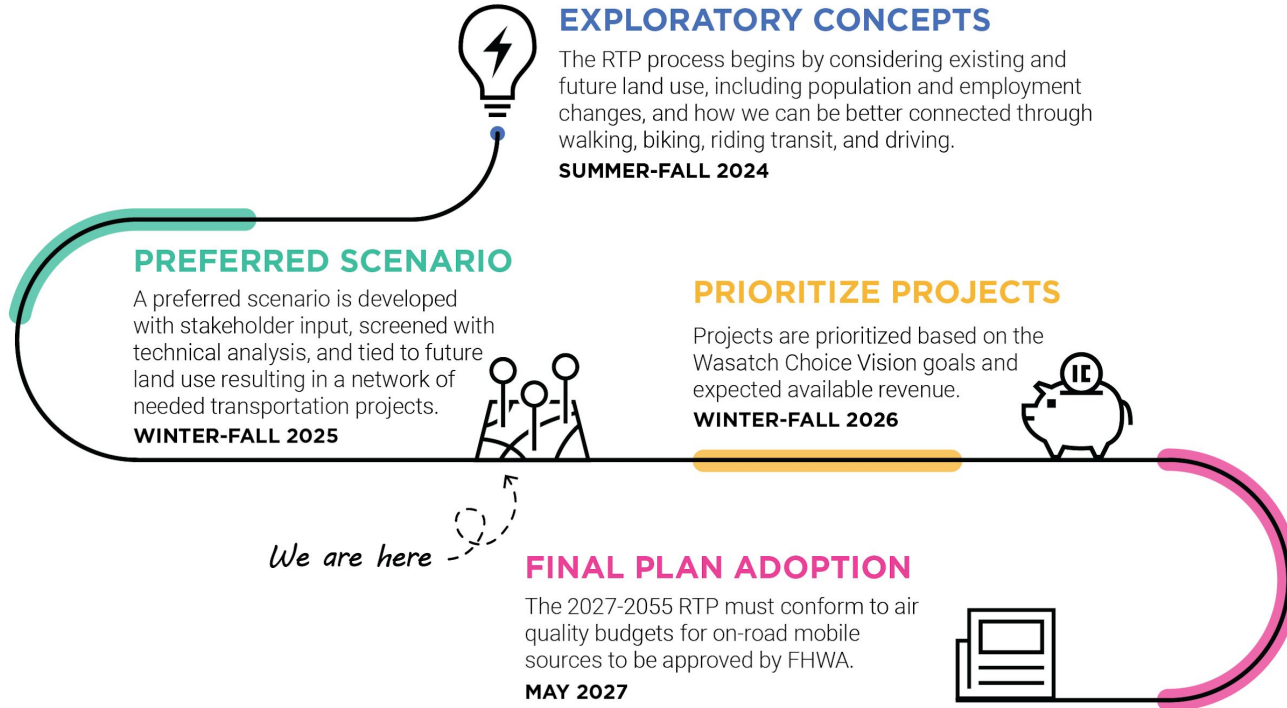 EXPLORATORY CONCEPTS
The RTP process begins by considering existing and
future land use, including population and employment
changes, and how we can be better connected through
walking, biking, riding transit, and driving.
SUMMER-FALL 2024
PREFERRED SCENARIO
A preferred scenario is developed
with stakeholder input, screened with
technical analysis, and tied to future
land use resulting in a network of
needed transportation projects.
WINTER-FALL 2025
PRIORITIZE PROJECTS
Projects are prioritized based on the
Wasatch Choice Vision goals and
expected available revenue.
WINTER-FALL 2026
We are here
FINAL PLAN ADOPTION
The 2027-2055 RTP must conform to air
quality budgets for on-road mobile
sources to be approved by FHWA.
MAY 2027